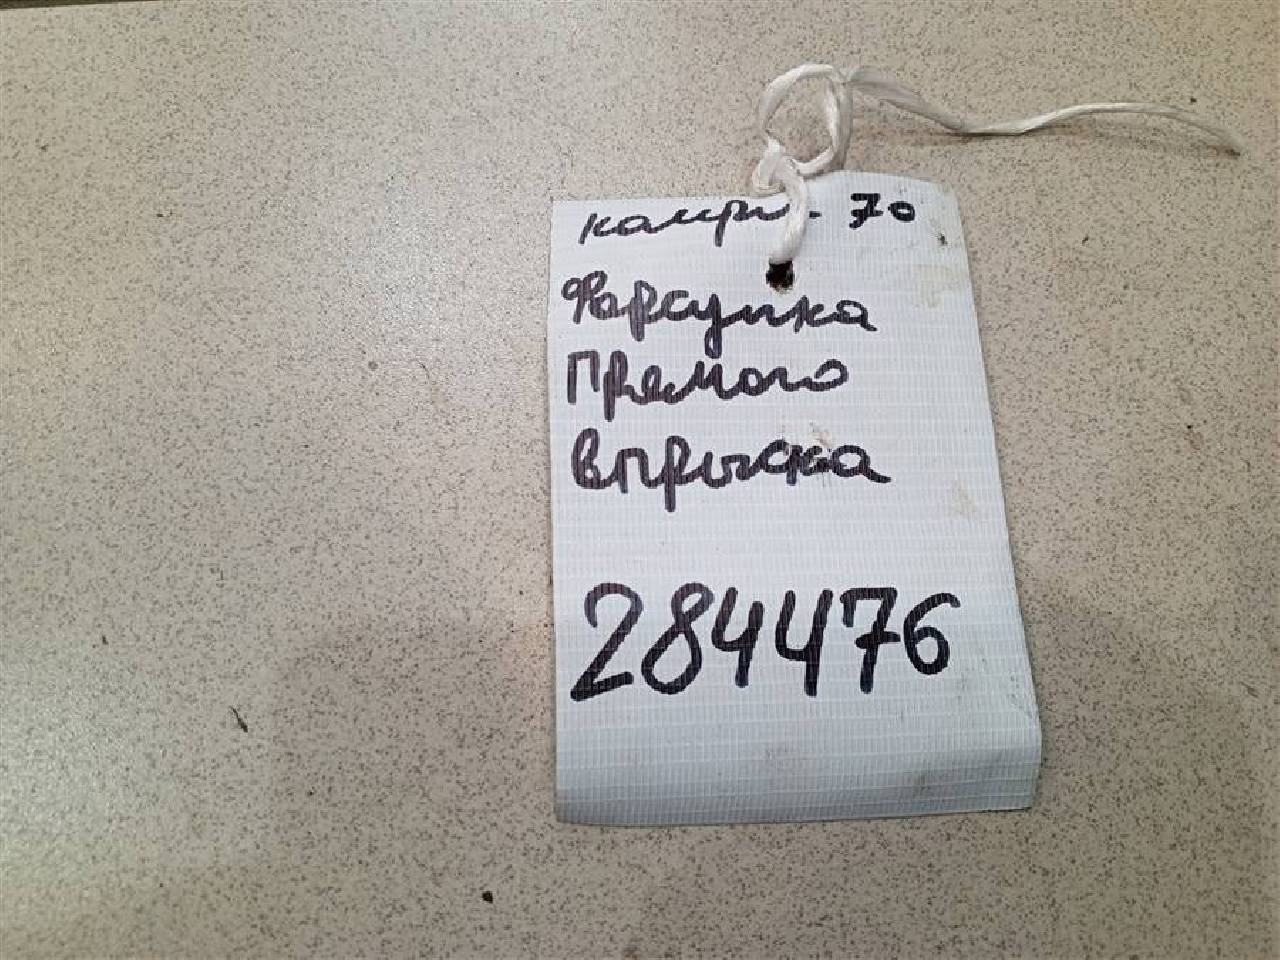 камри 70
Форсунка
Прямого
впрыска
284476